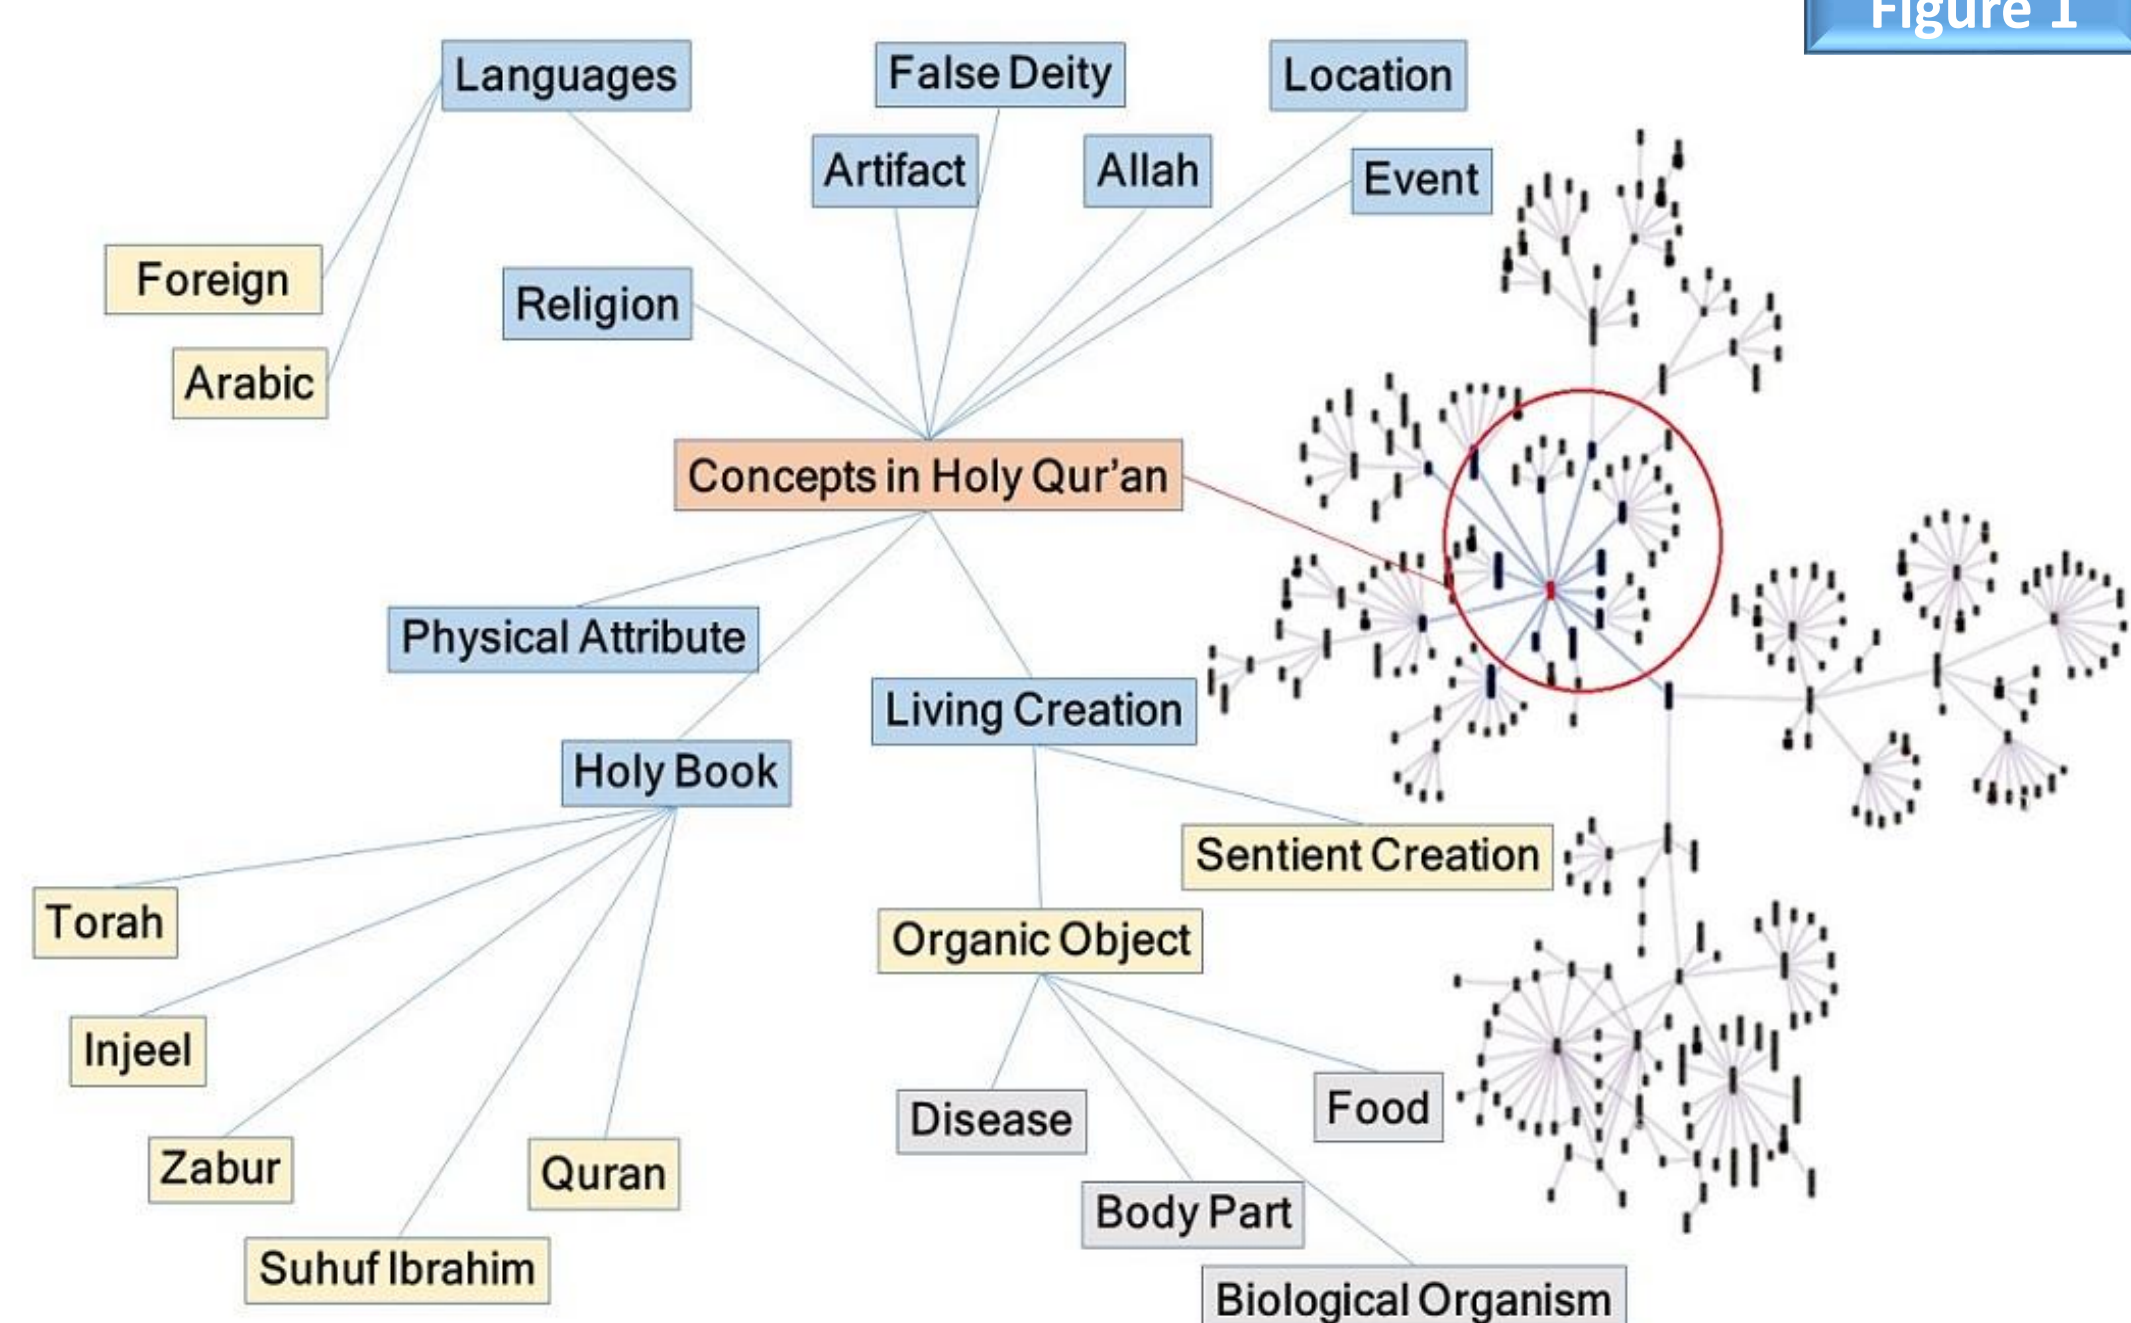 Figure 1
Languages
False Deity
Location
Artifact
Allah
Event
Foreign
Religion
Arabic
Concepts in Holy Qur’an
Physical Attribute
Living Creation
Holy Book
Sentient Creation
Torah
Organic Object
Injeel
Disease
Food
Zabur
Quran
Body Part
Suhuf Ibrahim
Biological Organism